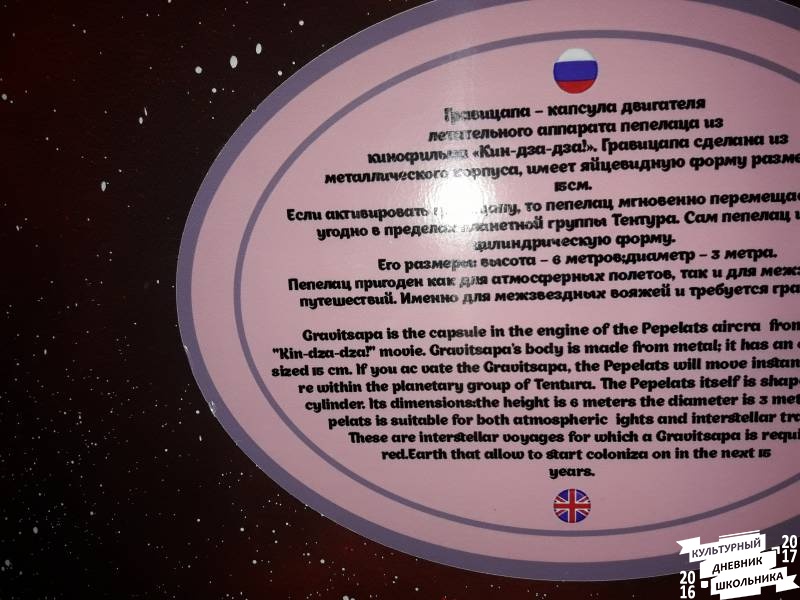 Гравицапа – капсула двигателя
летательного аппарата пепелаца из
кинофильма «Кин-дза-дза!». Гравицапа сделана из
металлического корпуса, имеет яйцевидную форму разме
15см.
Если активировать гравицапу, то пепелац мгновенно перемеща
угодно в пределах планетной группы Тентура. Сам пепелац и
цилиндрическую форму.
Его размеры: высота – 6 метров;диаметр – 3 метра.
Пепелац пригоден как для атмосферных полетов, так и для меж
путешествий. Именно для межзвездных вояжей и требуется гра
Gravitsapa is the capsule in the engine of the Pepelats aircra from
"Kin-dza-dza!" movie. Gravitsapa's body is made from metal; it has an
sized 15 cm. If you ac vate the Gravitsapa, the Pepelats will move instan
re within the planetary group of Tentura. The Pepelats itself is shap
cylinder. Its dimensions:the height is 6 meters the diameter is 3 met
pelats is suitable for both atmospheric ights and interstellar tra
These are interstellar voyages for which a Gravitsapa is requi
red.Earth that allow to start coloniza on in the next 15
years.
КУЛЬТУРНЫЙ
ДНЕВНИК
ШКОЛЬНИКА
2016
2017